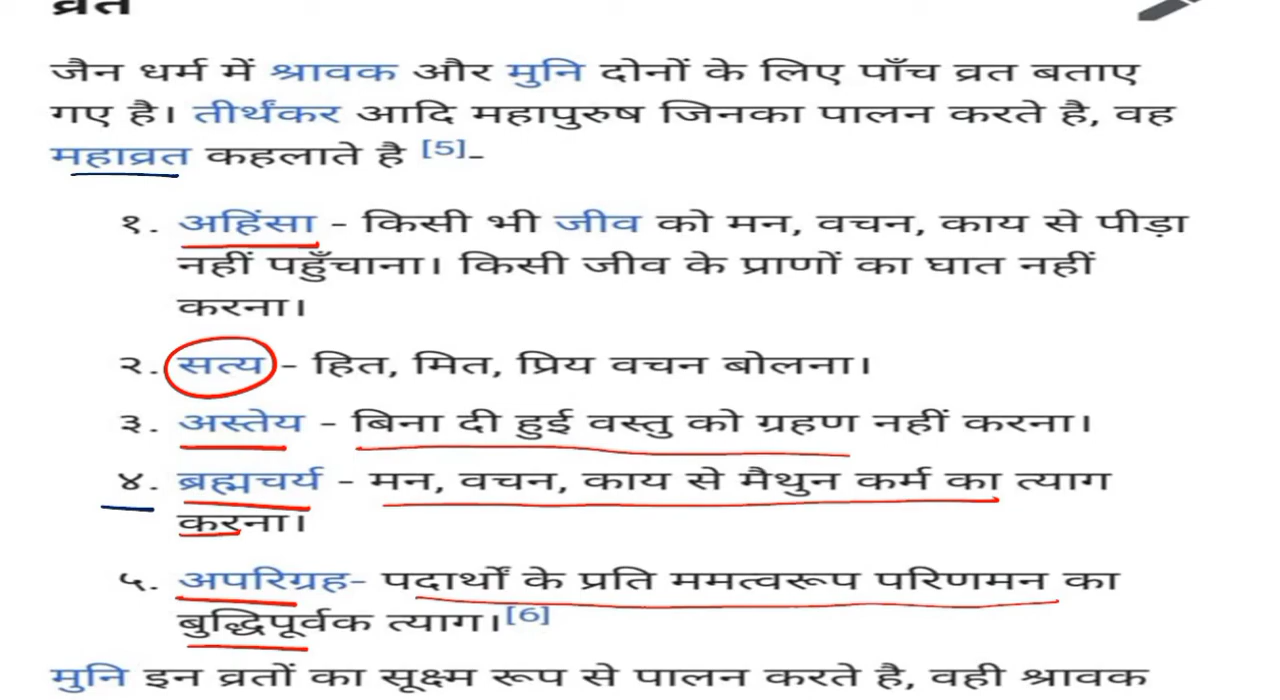 व्रत
जैन धर्म में श्रावक और मुनि दोनों के लिए पाँच व्रत बताए
गए है। तीर्थंकर आदि महापुरुष जिनका पालन करते है, वह
महाव्रत कहलाते है [5]-
१. अहिंसा - किसी भी जीव को मन, वचन, काय से पीड़ा
नहीं पहुँचाना। किसी जीव के प्राणों का घात नहीं
करना।
२. सत्य - हित, मित, प्रिय वचन बोलना।
३. अस्तेय - बिना दी हुई वस्तु को ग्रहण नहीं करना।
४. ब्रह्मचर्य - मन, वचन, काय से मैथुन कर्म का त्याग
करना।
५. अपरिग्रह- पदार्थों के प्रति ममत्वरूप परिणमन का
बुद्धिपूर्वक त्याग।[6]
मुनि इन व्रतों का सूक्ष्म रूप से पालन करते है, वही श्रावक